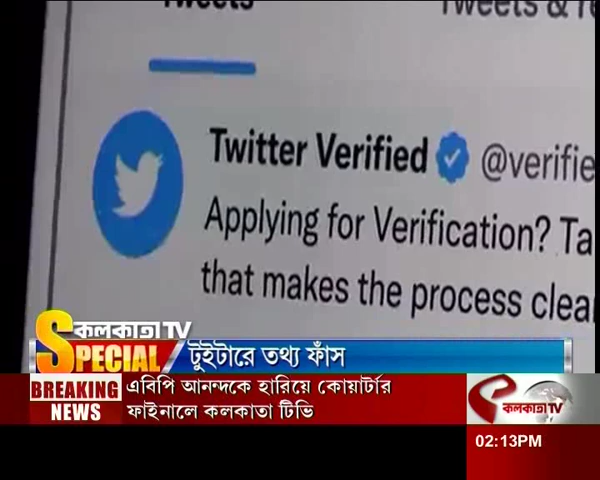 Tweets
Tweets & re
Twitter Verified @verifie
Applying for Verification? Ta
that makes the process clea
কলকাতা TV
SPECIAL
টুইটারে তথ্য ফাঁস
BREAKING
NEWS
এবিপি আনন্দকে হারিয়ে কোয়ার্টার
ফাইনালে কলকাতা টিভি
কলকাতা TV
02:13PM